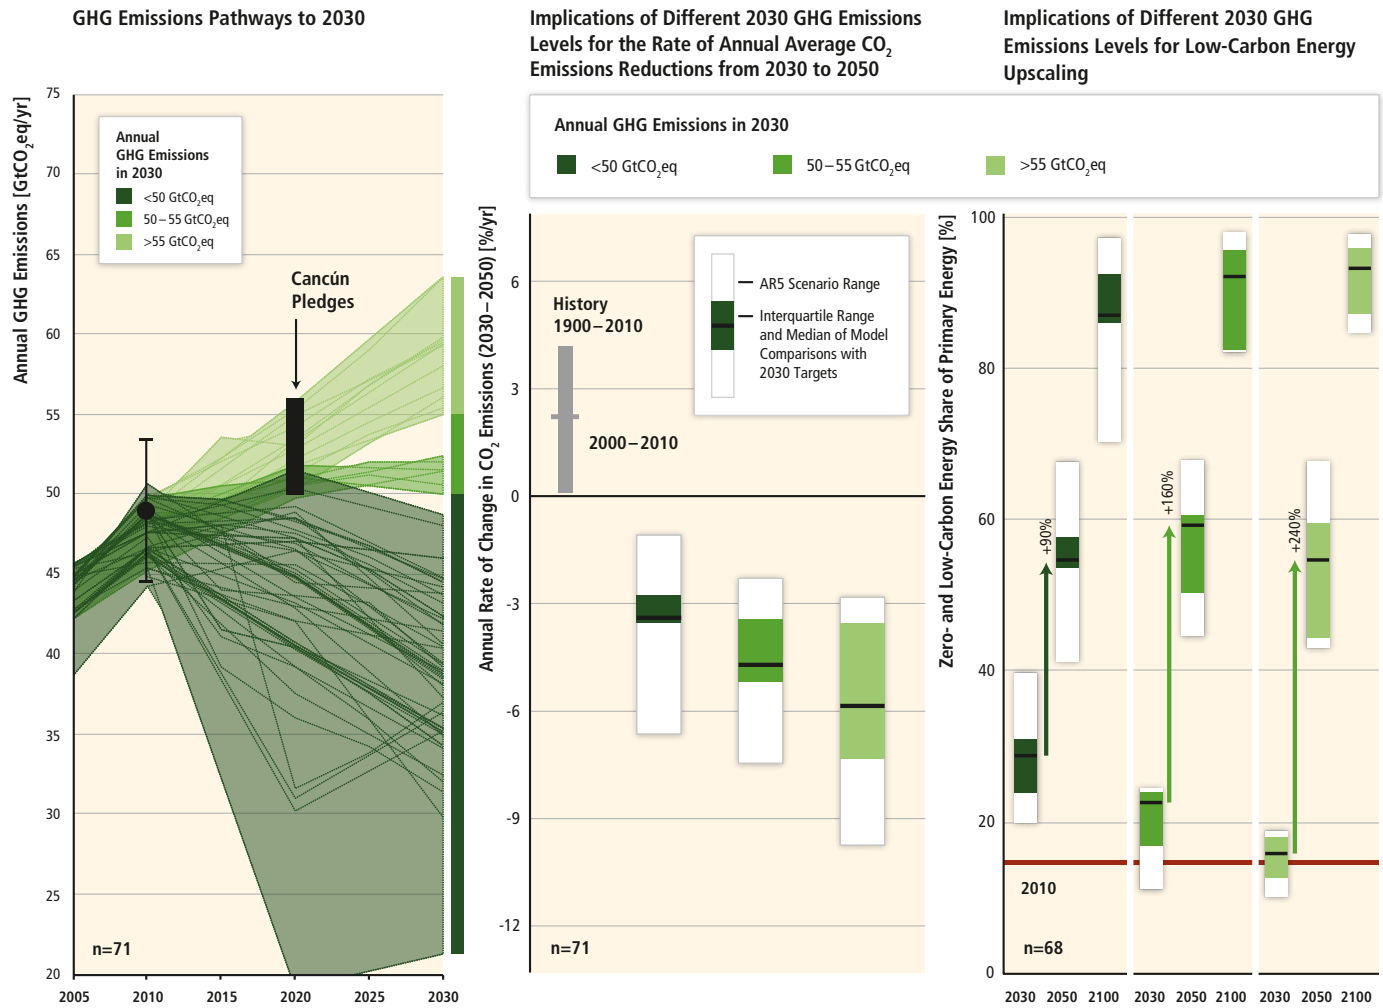 GHG Emissions Pathways to 2030
Annual GHG Emissions [GtCO₂eq/yr]
75
70
65
60
55
50
45
40
35
30
25
20
Annual
GHG Emissions
in 2030
<50 GtCO₂eq
50–55 GtCO₂eq
>55 GtCO₂eq
Cancún
Pledges
n=71
2005 2010 2015 2020 2025 2030
Implications of Different 2030 GHG Emissions
Levels for the Rate of Annual Average CO₂
Emissions Reductions from 2030 to 2050
Implications of Different 2030 GHG
Emissions Levels for Low-Carbon Energy
Upscaling
Annual GHG Emissions in 2030
<50 GtCO₂eq
50–55 GtCO₂eq
>55 GtCO₂eq
Annual Rate of Change in CO₂ Emissions (2030–2050) [%/yr]
6
3
0
-3
-6
-9
-12
History
1900–2010
2000–2010
AR5 Scenario Range
Interquartile Range
and Median of Model
Comparisons with
2030 Targets
n=71
Zero- and Low-Carbon Energy Share of Primary Energy [%]
100
80
60
40
20
0
+90%
+160%
+240%
2010
n=68
2030 2050 2100 2030 2050 2100 2030 2050 2100